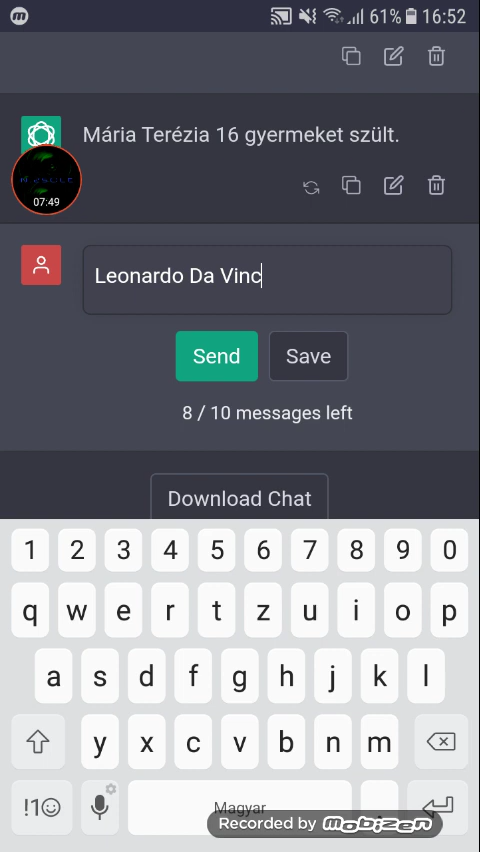 61% 16:52
Mária Terézia 16 gyermeket szült.
07:49
Leonardo Da Vinc
Send Save
8 / 10 messages left
Download Chat
1 2 3 4 5 6 7 8 9 0
q w e r t z u i o p
a s d f g h j k l
y x c v b n m
!1☺ Magyar
Recorded by mobizen